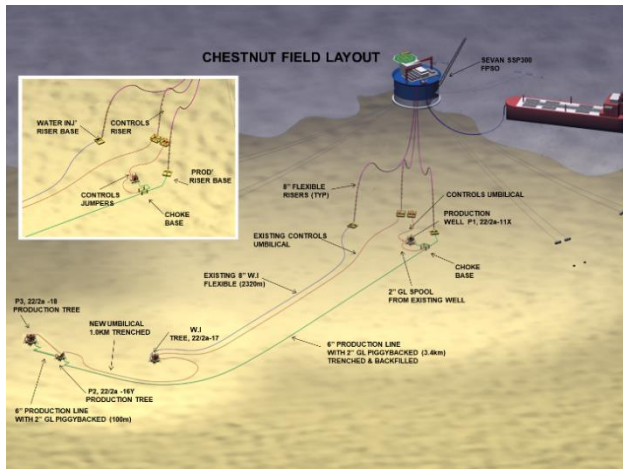 CHESTNUT FIELD LAYOUT
SEVAN SSP300
FPSO
WATER INJ'
RISER BASE
CONTROLS
RISER
PROD'
RISER BASE
CONTROLS
JUMPERS
CHOKE
BASE
8" FLEXIBLE
RISERS (TYP)
CONTROLS UMBILICAL
PRODUCTION
WELL P1, 22/2a-11X
EXISTING CONTROLS
UMBILICAL
CHOKE
BASE
EXISTING 8" W.I
FLEXIBLE (2320m)
2" GL SPOOL
FROM EXISTING WELL
P3, 22/2a -18
PRODUCTION TREE
NEW UMBILICAL
1.0KM TRENCHED
W.I
TREE, 22/2a-17
6" PRODUCTION LINE
WITH 2" GL PIGGYBACKED (3.4km)
TRENCHED & BACKFILLED
P2, 22/2a -16Y
PRODUCTION TREE
6" PRODUCTION LINE
WITH 2" GL PIGGYBACKED (100m)